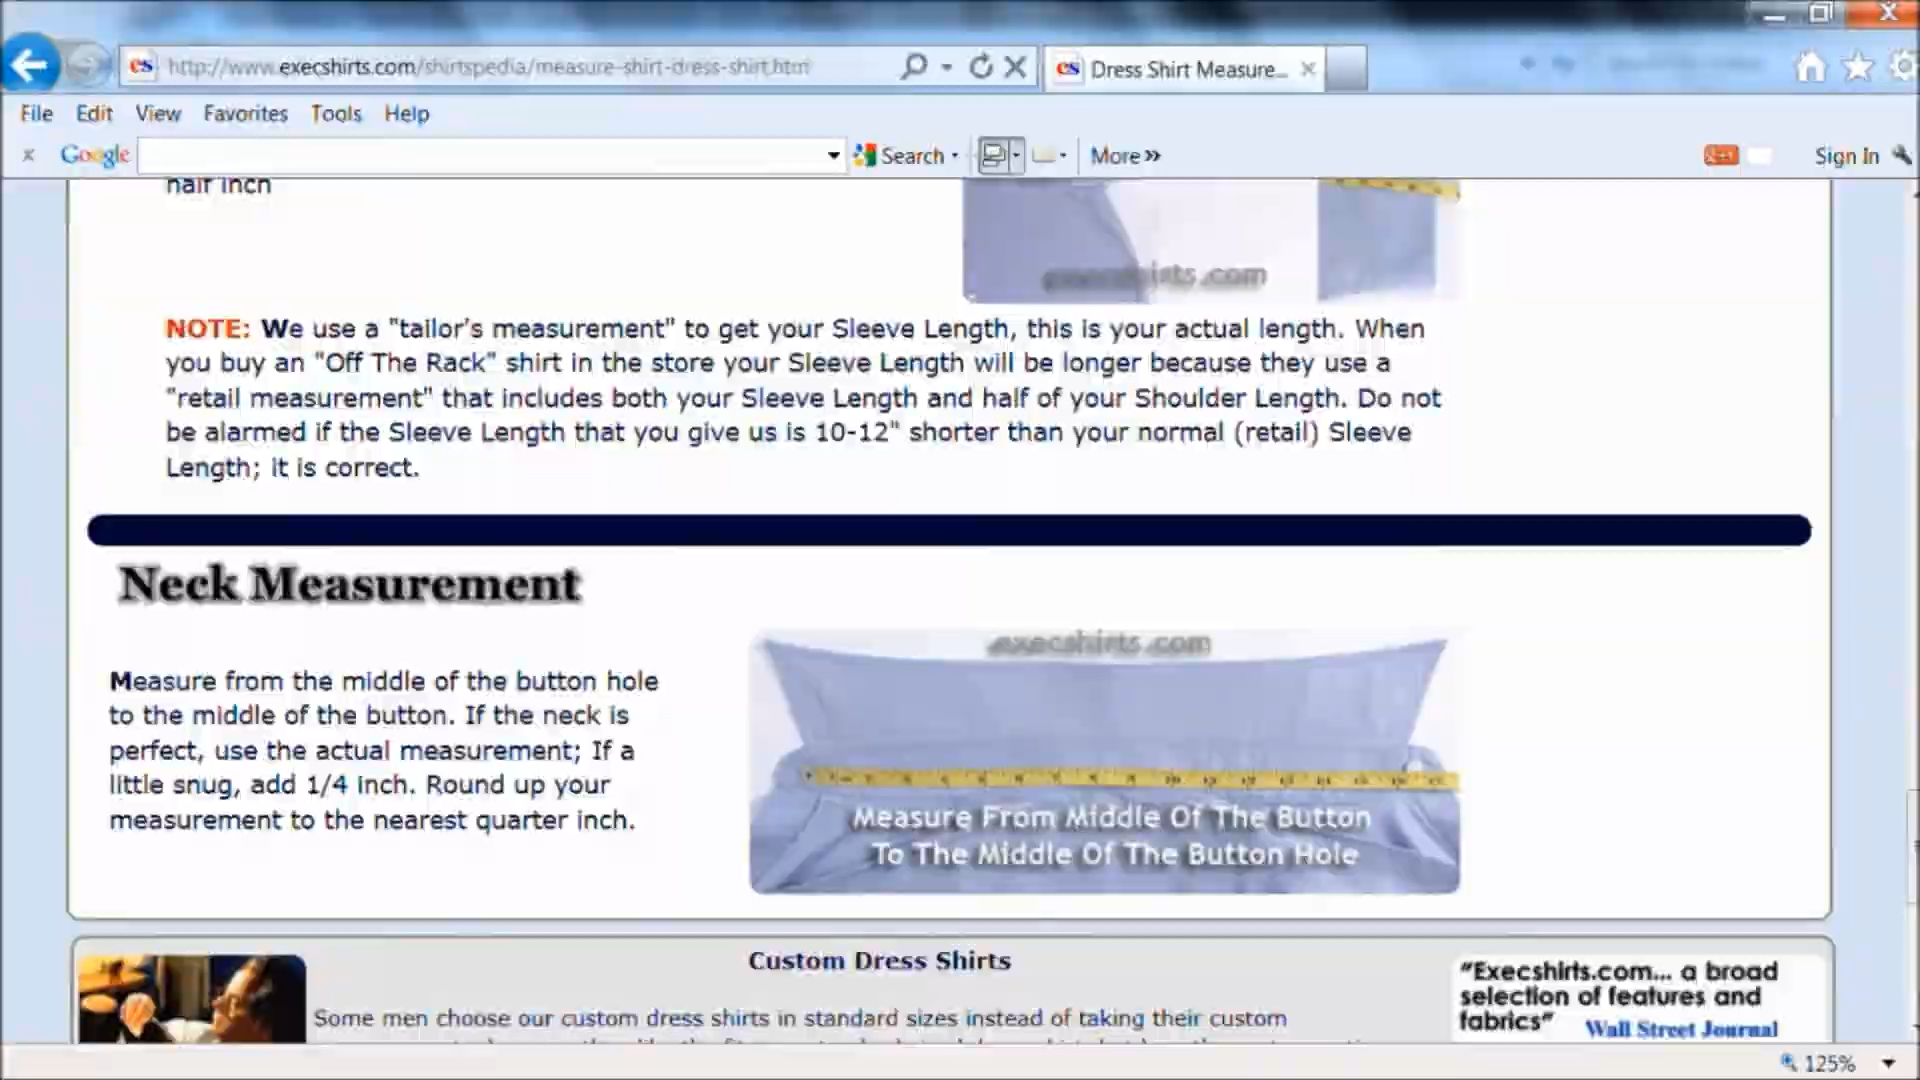 http://www.execshirts.com/shirtspedia/measure-shirt-dress-shirt.htm
Dress Shirt Measure...
File Edit View Favorites Tools Help
x Google Search More »
Sign In
half inch
execshirts.com
NOTE: We use a "tailor's measurement" to get your Sleeve Length, this is your actual length. When
you buy an "Off The Rack" shirt in the store your Sleeve Length will be longer because they use a
"retail measurement" that includes both your Sleeve Length and half of your Shoulder Length. Do not
be alarmed if the Sleeve Length that you give us is 10-12" shorter than your normal (retail) Sleeve
Length; it is correct.
Neck Measurement
execshirts.com
Measure from the middle of the button hole
to the middle of the button. If the neck is
perfect, use the actual measurement; If a
little snug, add 1/4 inch. Round up your
measurement to the nearest quarter inch.
Measure From Middle Of The Button
To The Middle Of The Button Hole
Custom Dress Shirts
Some men choose our custom dress shirts in standard sizes instead of taking their custom
"Execshirts.com... a broad
selection of features and
fabrics" Wall Street Journal
125%